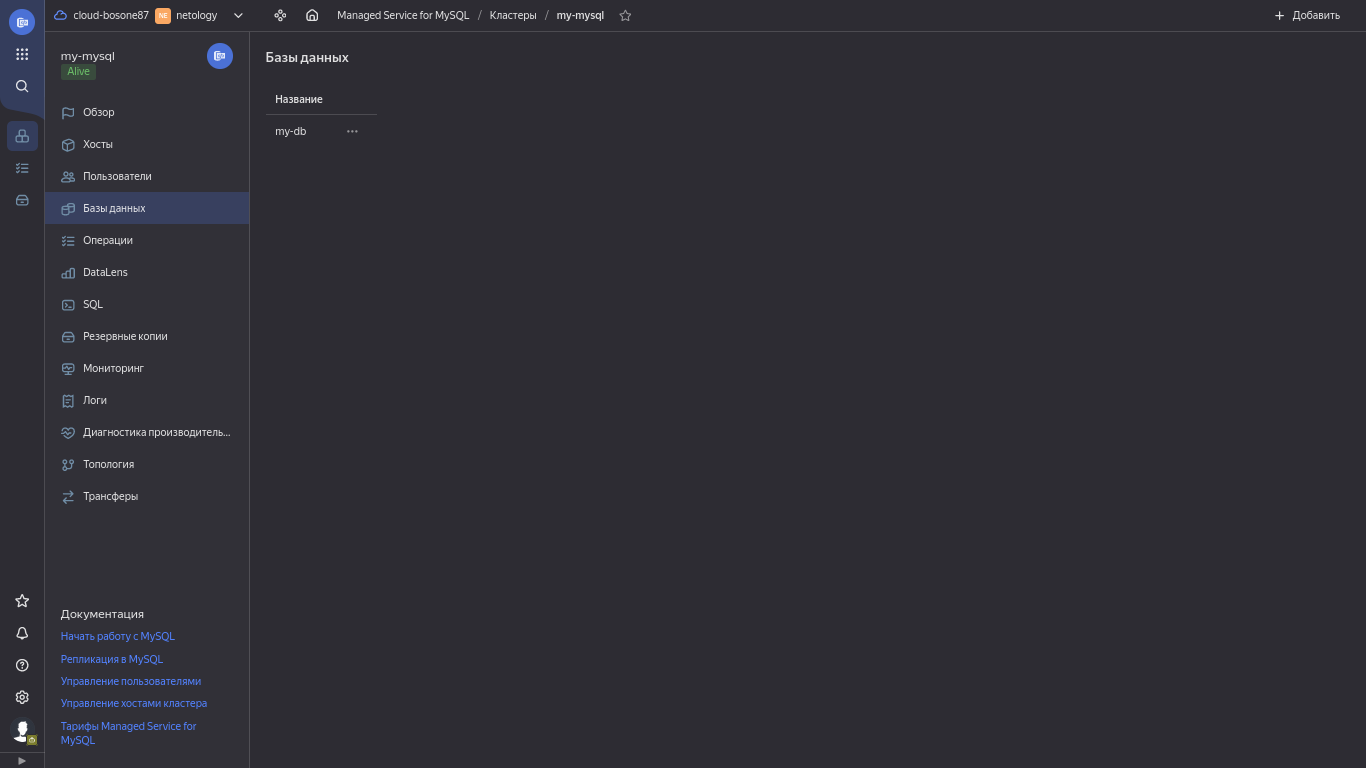 cloud-bosone87 NE netology Managed Service for MySQL / Кластеры / my-mysql Добавить
my-mysql
Alive
Обзор
Хосты
Пользователи
Базы данных
Операции
DataLens
SQL
Резервные копии
Мониторинг
Логи
Диагностика производитель...
Топология
Трансферы
Документация
Начать работу с MySQL
Репликация в MySQL
Управление пользователями
Управление хостами кластера
Тарифы Managed Service for
MySQL
Базы данных
Название
my-db